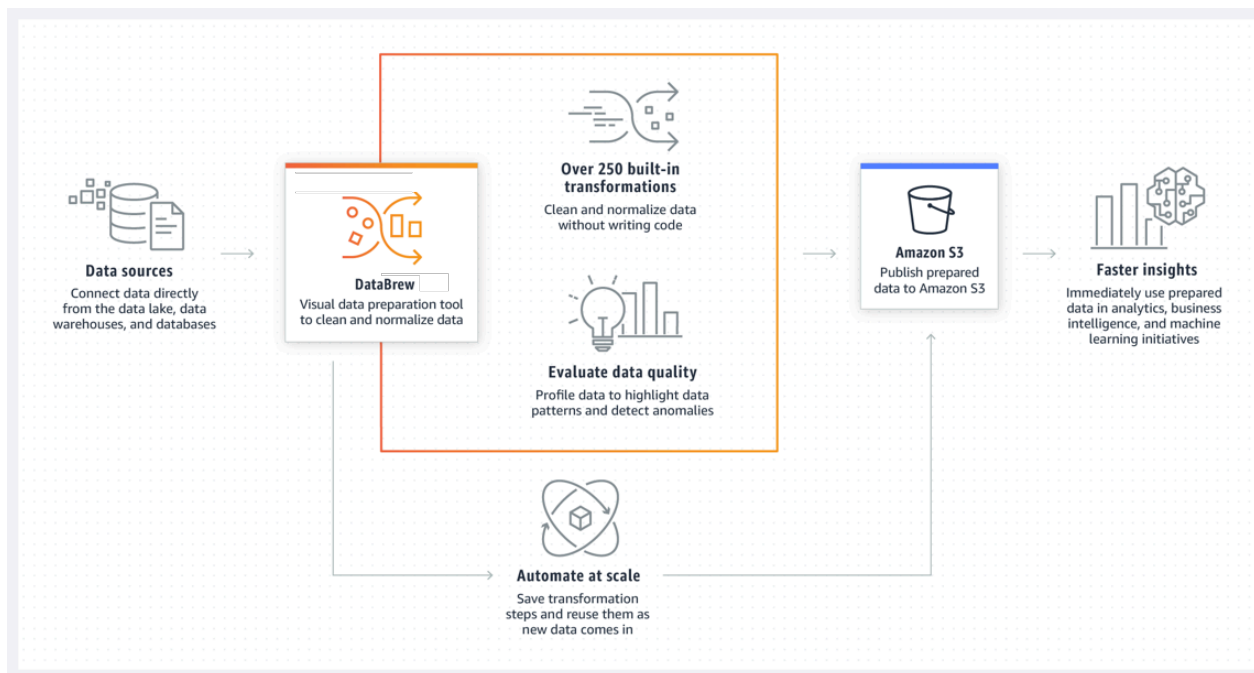 Data sources
Connect data directly
from the data lake, data
warehouses, and databases
DataBrew
Visual data preparation tool
to clean and normalize data
Over 250 built-in
transformations
Clean and normalize data
without writing code
Evaluate data quality
Profile data to highlight data
patterns and detect anomalies
Automate at scale
Save transformation
steps and reuse them as
new data comes in
Amazon S3
Publish prepared
data to Amazon S3
Faster insights
Immediately use prepared
data in analytics, business
intelligence, and machine
learning initiatives